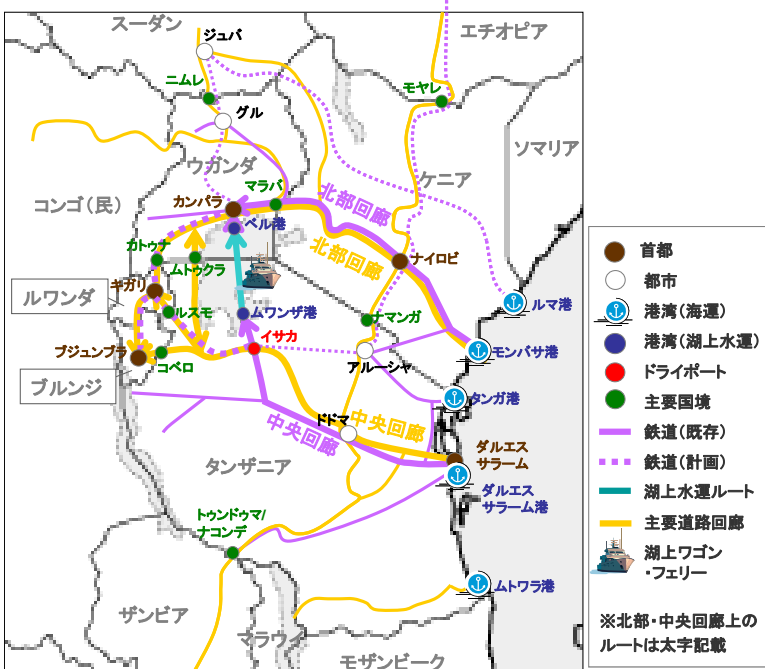 スーダン
ジュバ
エチオピア
ニムレ
モヤレ
グル
ソマリア
ウガンダ
マラバ
ケニア
コンゴ(民)
カンパラ
北部回廊
ベル港
北部回廊
カトゥナ
ムトゥクラ
ナイロビ
キガリ
ルワンダ
ルマ港
ルスモ
ムワンザ港
ナマンガ
イサカ
ブジュンブラ
コベロ
アルーシャ
モンバサ港
ブルンジ
タンガ港
ドドマ
中央回廊
中央回廊
タンザニア
ダルエス
サラーム
ダルエス
サラーム港
トゥンドゥマ/
ナコンデ
ムトワラ港
ザンビア
マラウイ
モザンビーク
首都
都市
港湾(海運)
港湾(湖上水運)
ドライポート
主要国境
鉄道(既存)
鉄道(計画)
湖上水運ルート
主要道路回廊
湖上ワゴン
・フェリー
※北部・中央回廊上の
ルートは太字記載